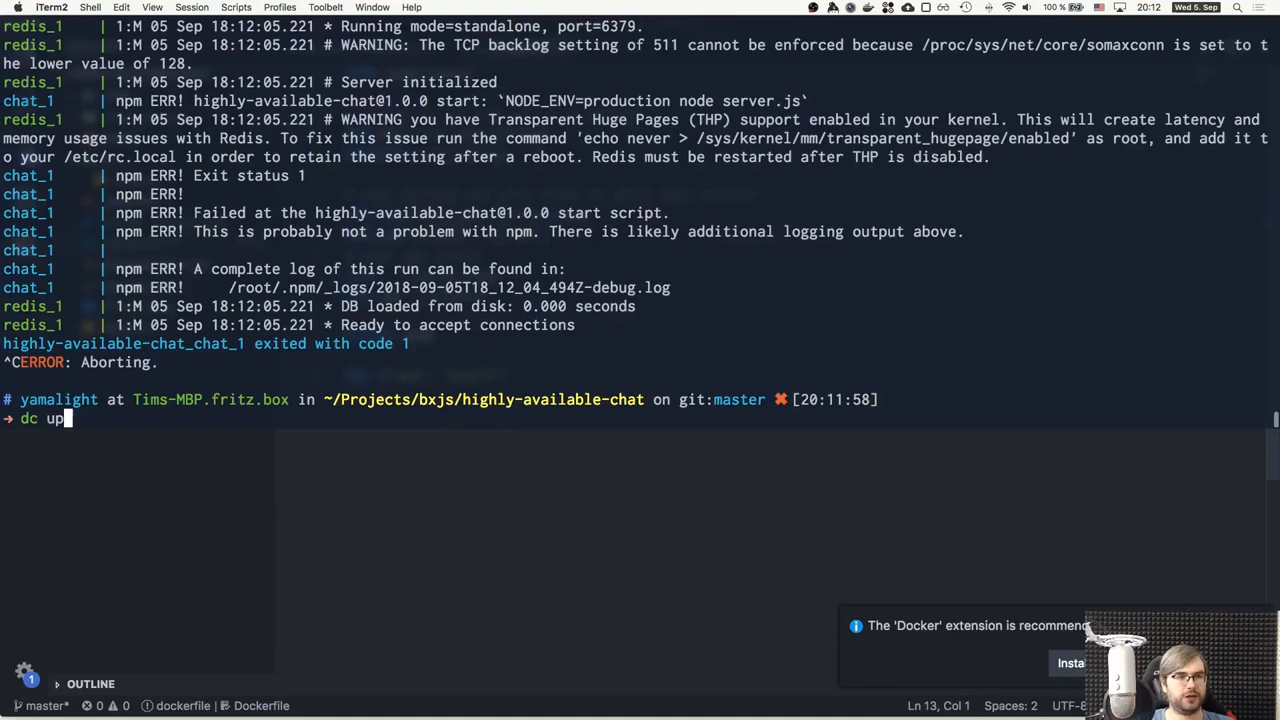 iTerm2 Shell Edit View Session Scripts Profiles Toolbelt Window Help 100 % 20:12 Wed 5. Sep
redis_1 | 1:M 05 Sep 18:12:05.221 * Running mode=standalone, port=6379.
redis_1 | 1:M 05 Sep 18:12:05.221 # WARNING: The TCP backlog setting of 511 cannot be enforced because /proc/sys/net/core/somaxconn is set to t
he lower value of 128.
redis_1 | 1:M 05 Sep 18:12:05.221 # Server initialized
chat_1 | npm ERR! highly-available-chat@1.0.0 start: `NODE_ENV=production node server.js`
redis_1 | 1:M 05 Sep 18:12:05.221 # WARNING you have Transparent Huge Pages (THP) support enabled in your kernel. This will create latency and
memory usage issues with Redis. To fix this issue run the command 'echo never > /sys/kernel/mm/transparent_hugepage/enabled' as root, and add it t
o your /etc/rc.local in order to retain the setting after a reboot. Redis must be restarted after THP is disabled.
chat_1 | npm ERR! Exit status 1
chat_1 | npm ERR!
chat_1 | npm ERR! Failed at the highly-available-chat@1.0.0 start script.
chat_1 | npm ERR! This is probably not a problem with npm. There is likely additional logging output above.
chat_1 |
chat_1 | npm ERR! A complete log of this run can be found in:
chat_1 | npm ERR! /root/.npm/_logs/2018-09-05T18_12_04_494Z-debug.log
redis_1 | 1:M 05 Sep 18:12:05.221 * DB loaded from disk: 0.000 seconds
redis_1 | 1:M 05 Sep 18:12:05.221 * Ready to accept connections
highly-available-chat_chat_1 exited with code 1
^CERROR: Aborting.
# yamalight at Tims-MBP.fritz.box in ~/Projects/bxjs/highly-available-chat on git:master ✖ [20:11:58]
→ dc up
The 'Docker' extension is recommen
Insta
1
OUTLINE
master* 0 0 dockerfile | Dockerfile Ln 13, Col 1 Spaces: 2 UTF-8